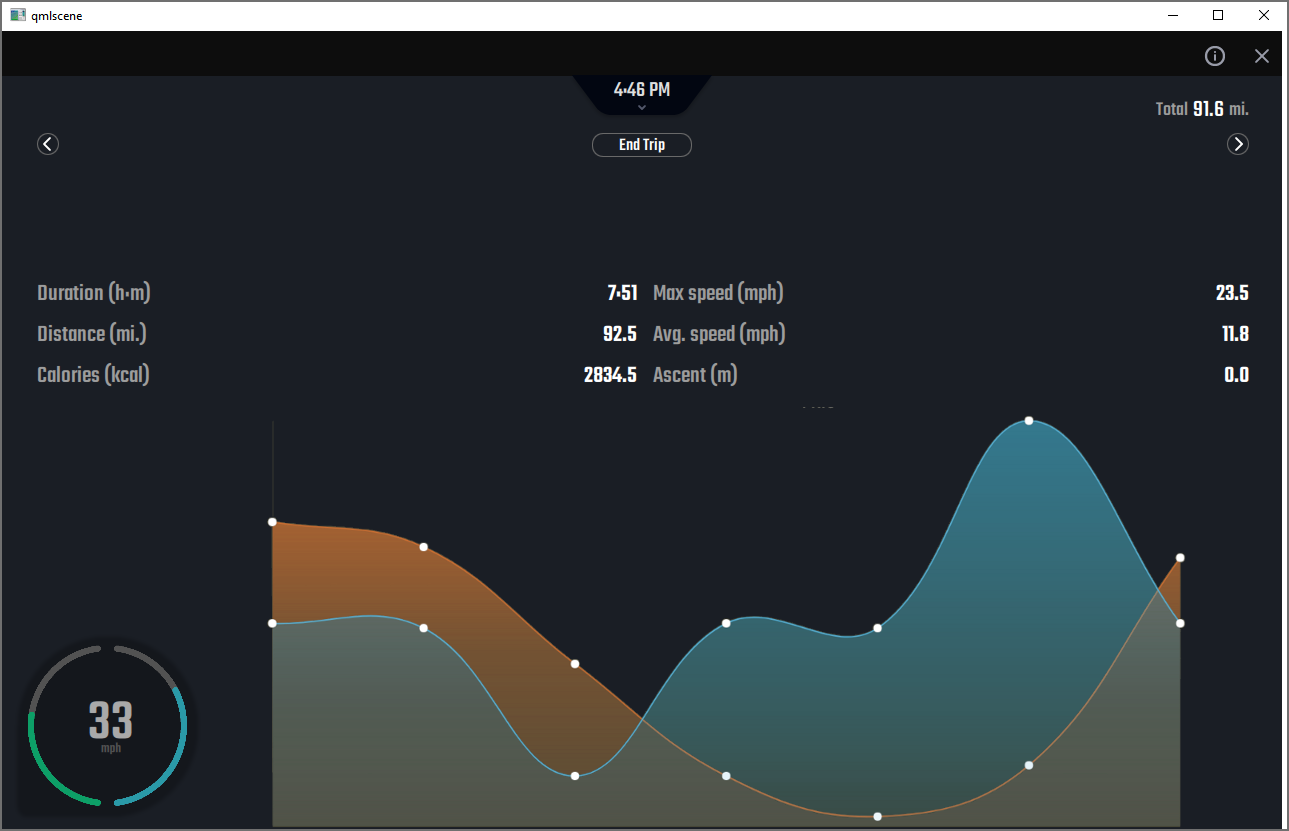 qmlscene
4:46 PM
Total 91.6 mi.
End Trip
Duration (h:m) 7:51 Max speed (mph) 23.5
Distance (mi.) 92.5 Avg. speed (mph) 11.8
Calories (kcal) 2834.5 Ascent (m) 0.0
33
mph